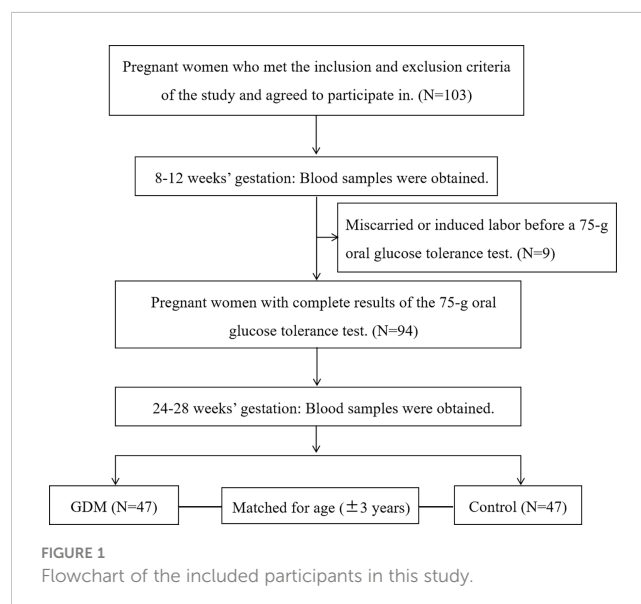 Pregnant women who met the inclusion and exclusion criteria
of the study and agreed to participate in. (N=103)
8-12 weeks’ gestation: Blood samples were obtained.
Miscarried or induced labor before a 75-g
oral glucose tolerance test. (N=9)
Pregnant women with complete results of the 75-g oral
glucose tolerance test. (N=94)
24-28 weeks’ gestation: Blood samples were obtained.
GDM (N=47)
Matched for age (±3 years)
Control (N=47)
FIGURE 1
Flowchart of the included participants in this study.